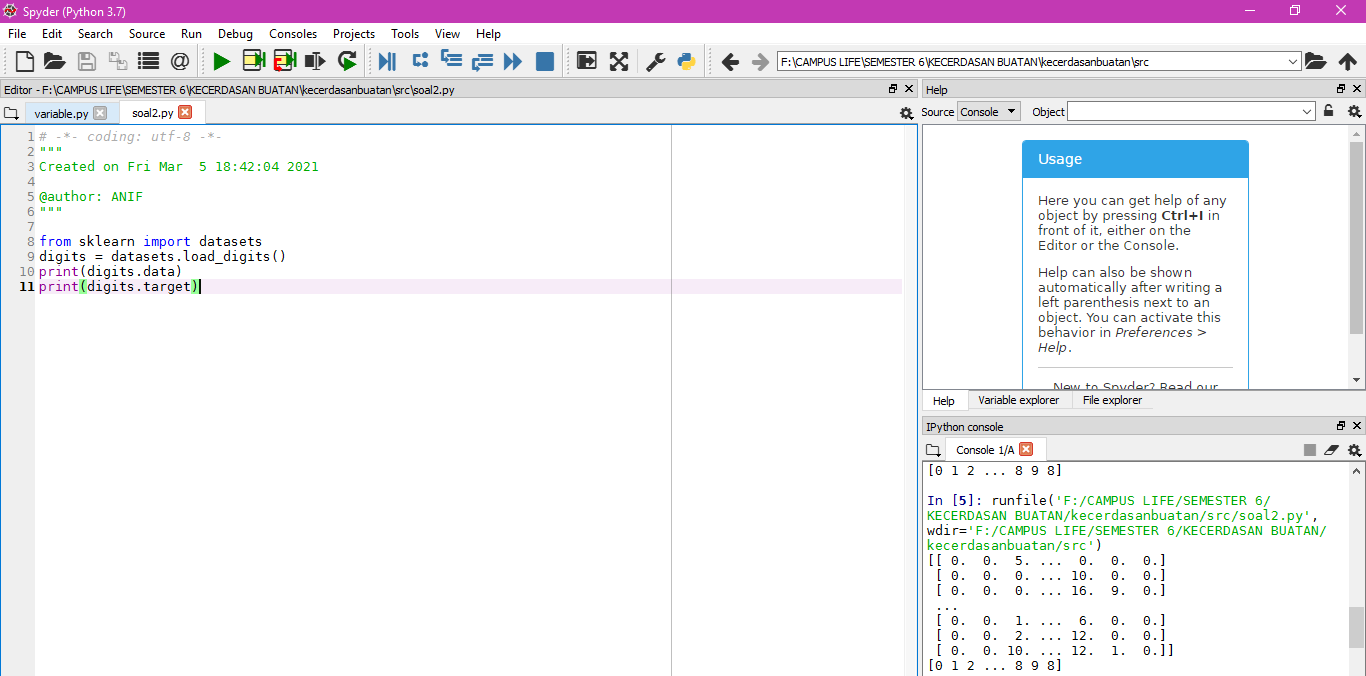 Spyder (Python 3.7)
File Edit Search Source Run Debug Consoles Projects Tools View Help
F:\CAMPUS LIFE\SEMESTER 6\KECERDASAN BUATAN\kecerdasanbuatan\src
Editor - F:\CAMPUS LIFE\SEMESTER 6\KECERDASAN BUATAN\kecerdasanbuatan\src\soal2.py
variable.py soal2.py
1 # -*- coding: utf-8 -*-
2 """
3 Created on Fri Mar  5 18:42:04 2021
4
5 @author: ANIF
6 """
7
8 from sklearn import datasets
9 digits = datasets.load_digits()
10 print(digits.data)
11 print(digits.target)
Help
Source Console Object
Usage
Here you can get help of any
object by pressing Ctrl+I in
front of it, either on the
Editor or the Console.
Help can also be shown
automatically after writing a
left parenthesis next to an
object. You can activate this
behavior in Preferences >
Help.
New to Spyder? Read our
Help Variable explorer File explorer
IPython console
Console 1/A
[0 1 2 ... 8 9 8]
In [5]: runfile('F:/CAMPUS LIFE/SEMESTER 6/
KECERDASAN BUATAN/kecerdasanbuatan/src/soal2.py',
wdir='F:/CAMPUS LIFE/SEMESTER 6/KECERDASAN BUATAN/
kecerdasanbuatan/src')
[[ 0.  0.  5. ...  0.  0.  0.]
 [ 0.  0.  0. ... 10.  0.  0.]
 [ 0.  0.  0. ... 16.  9.  0.]
 ...
 [ 0.  0.  1. ...  6.  0.  0.]
 [ 0.  0.  2. ... 12.  0.  0.]
 [ 0.  0. 10. ... 12.  1.  0.]]
[0 1 2 ... 8 9 8]